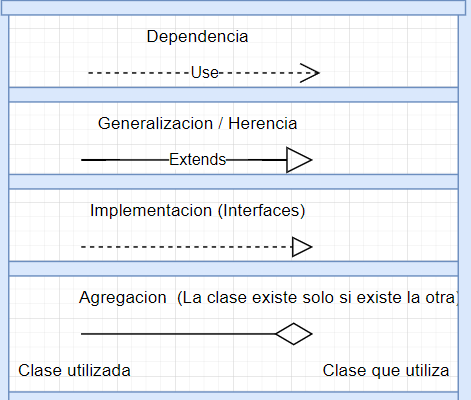 Dependencia
Use
Generalizacion / Herencia
Extends
Implementacion (Interfaces)
Agregacion (La clase existe solo si existe la otra)
Clase utilizada
Clase que utiliza